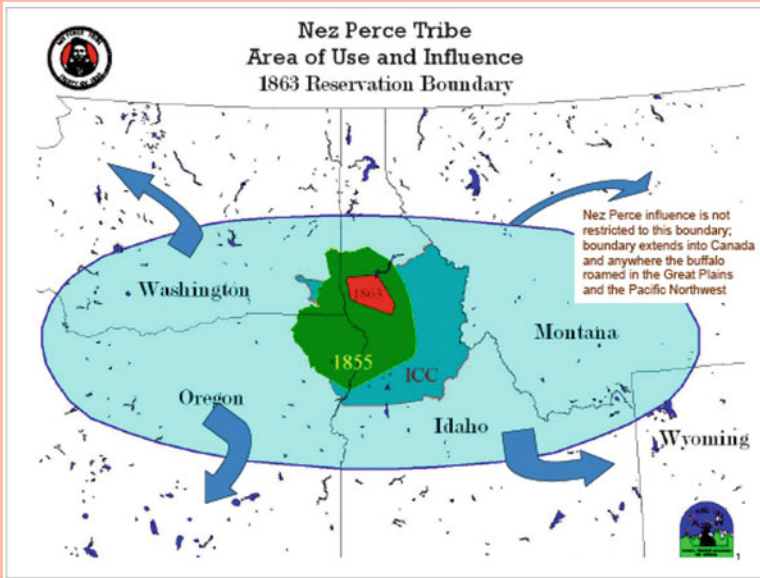 Nez Perce Tribe
Area of Use and Influence
1863 Reservation Boundary
Nez Perce influence is not
restricted to this boundary;
boundary extends into Canada
and anywhere the buffalo
roamed in the Great Plains
and the Pacific Northwest
Washington
1863
Montana
1855
ICC
Oregon
Idaho
Wyoming
1